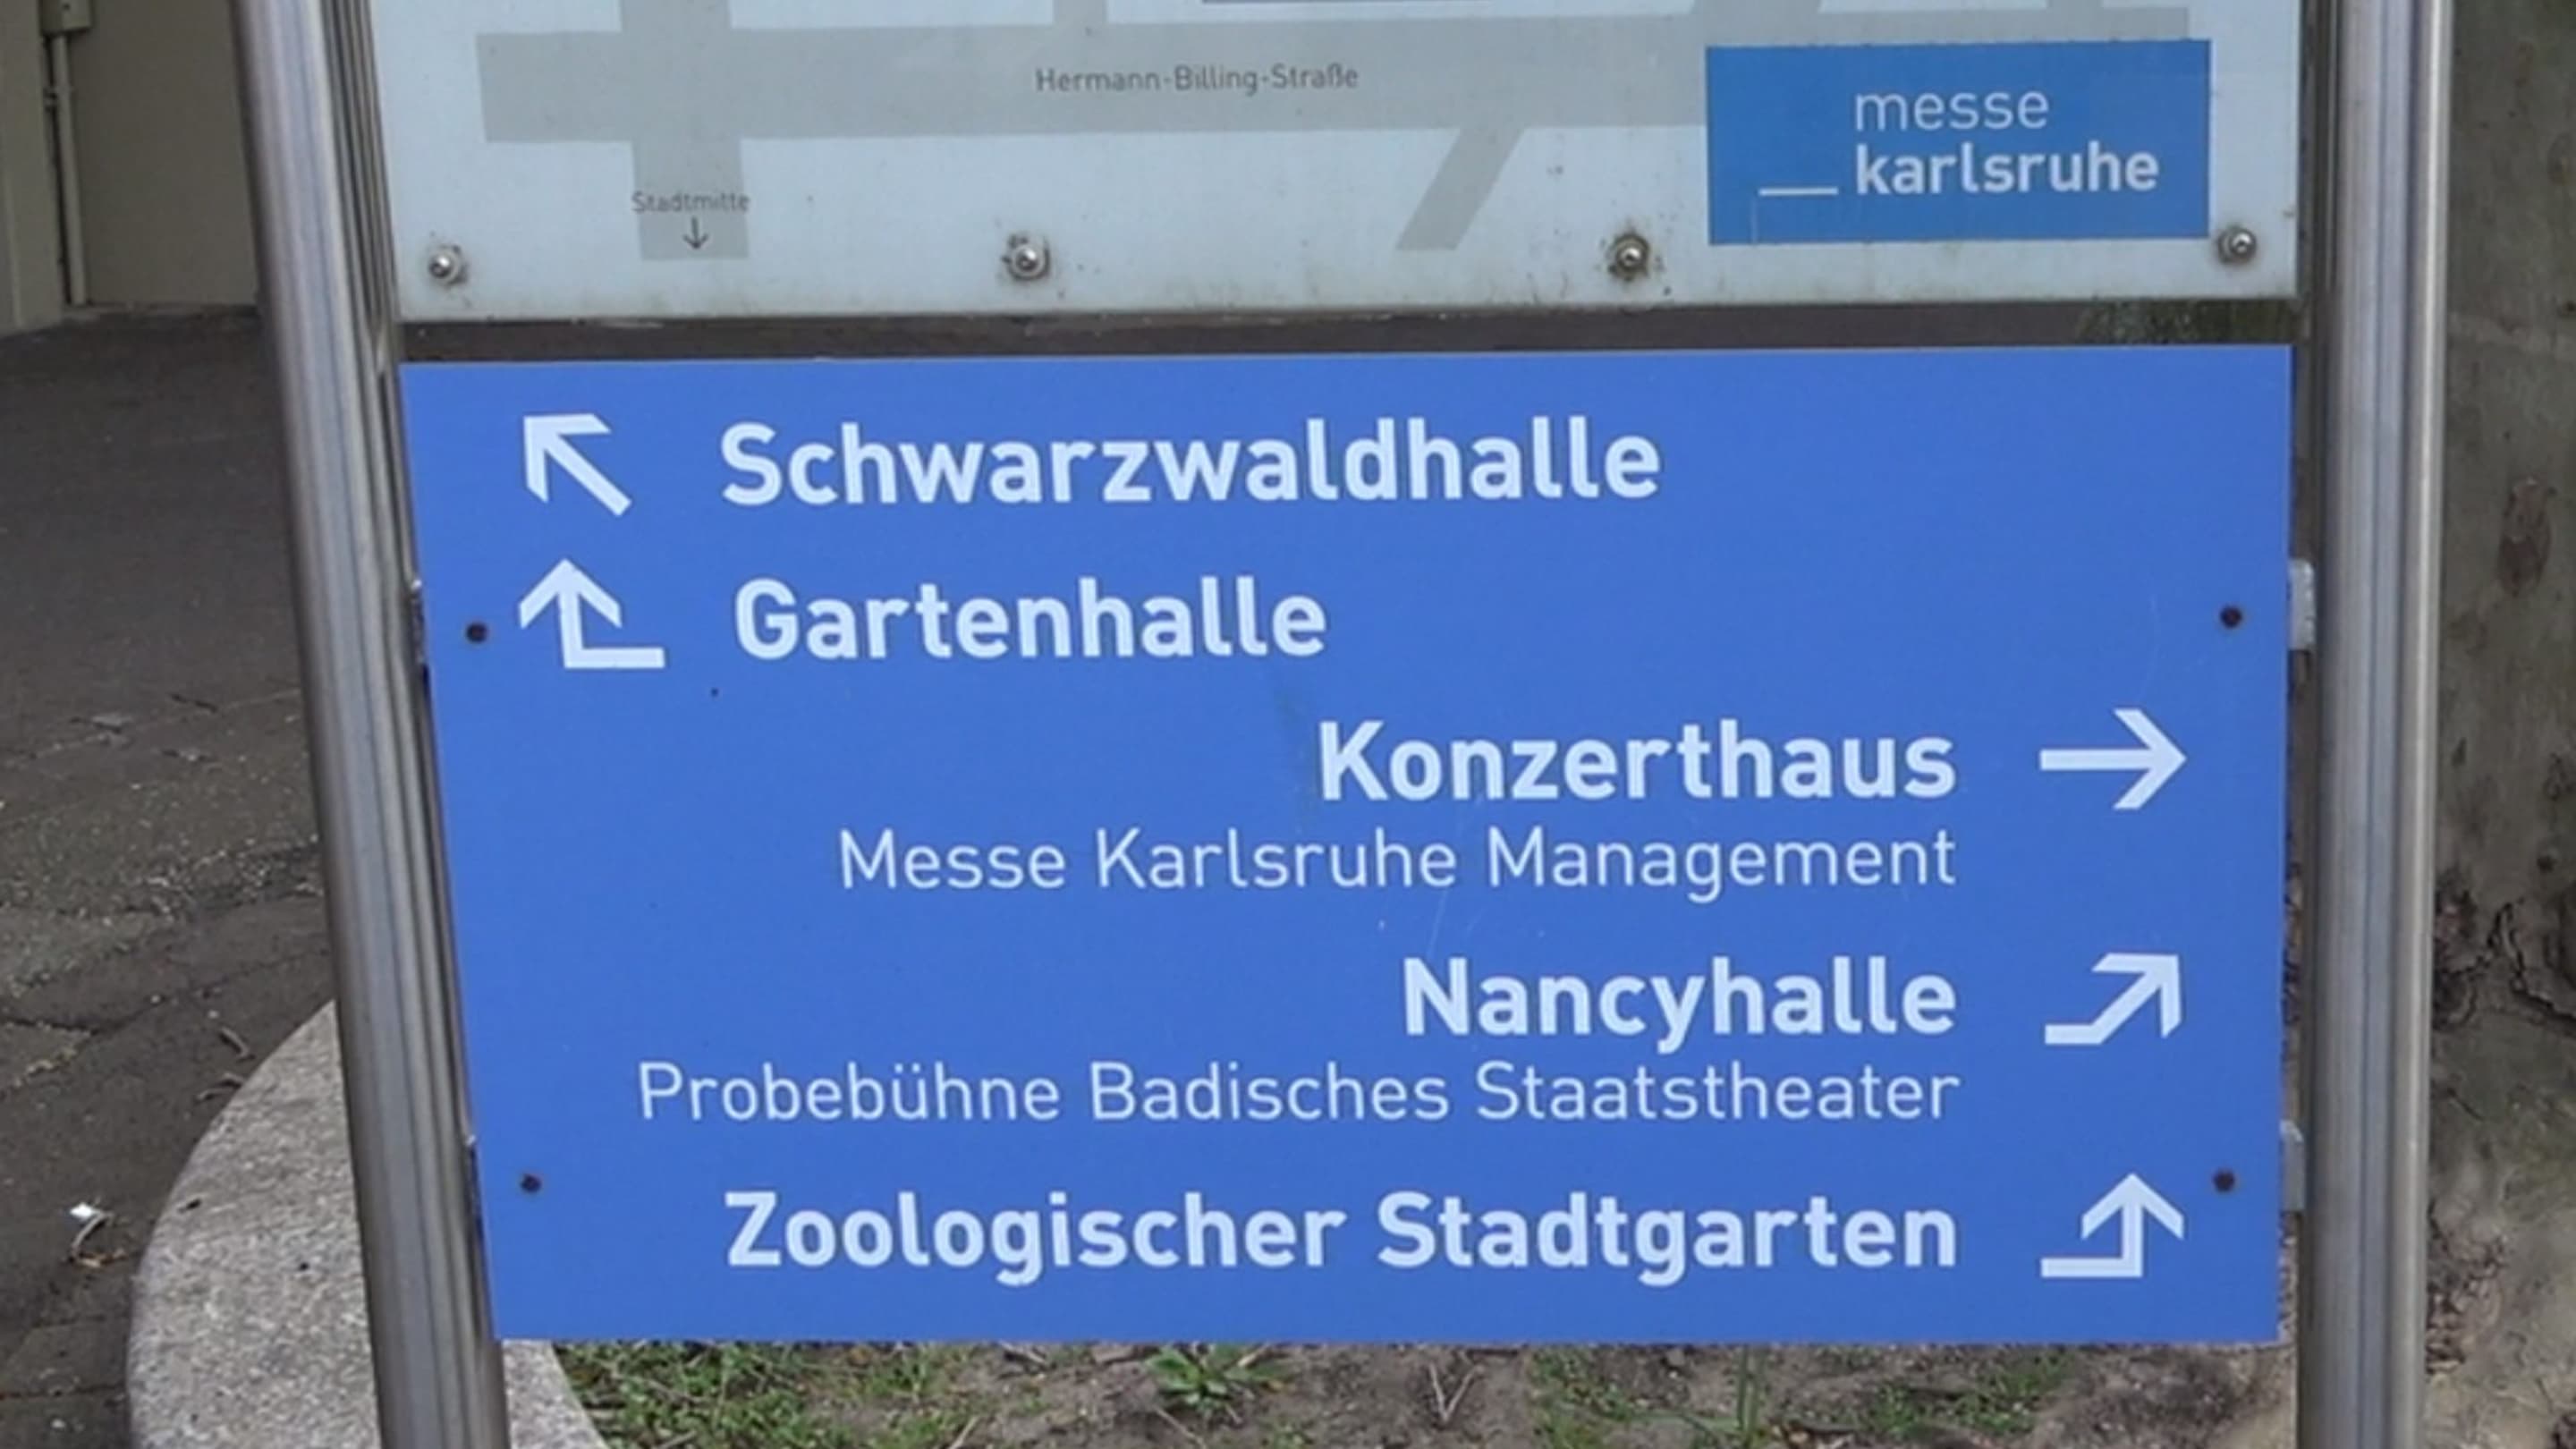 Hermann-Billing-Straße
messe
karlsruhe
Stadtmitte
Schwarzwaldhalle
Gartenhalle
Konzerthaus
Messe Karlsruhe Management
Nancyhalle
Probebühne Badisches Staatstheater
Zoologischer Stadtgarten